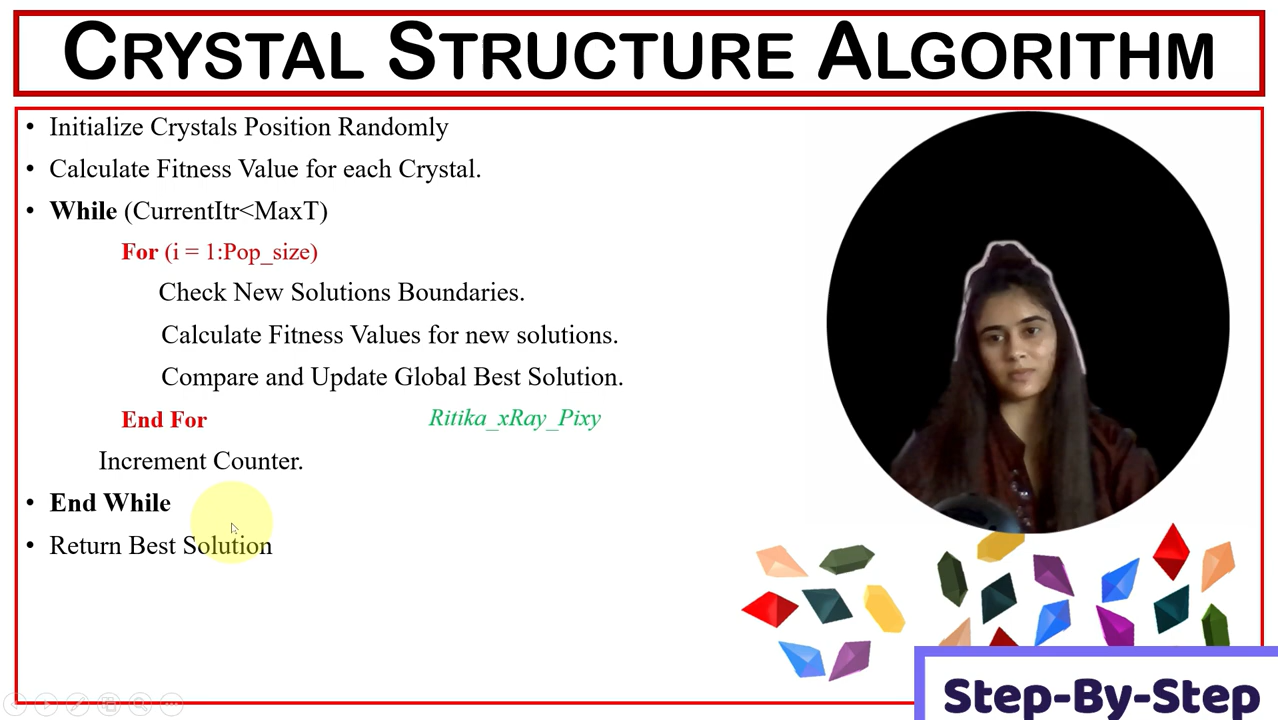 CRYSTAL STRUCTURE ALGORITHM
• Initialize Crystals Position Randomly
• Calculate Fitness Value for each Crystal.
• While (CurrentItr<MaxT)
For (i = 1:Pop_size)
Check New Solutions Boundaries.
Calculate Fitness Values for new solutions.
Compare and Update Global Best Solution.
End For
Ritika_xRay_Pixy
Increment Counter.
• End While
• Return Best Solution
Step-By-Step